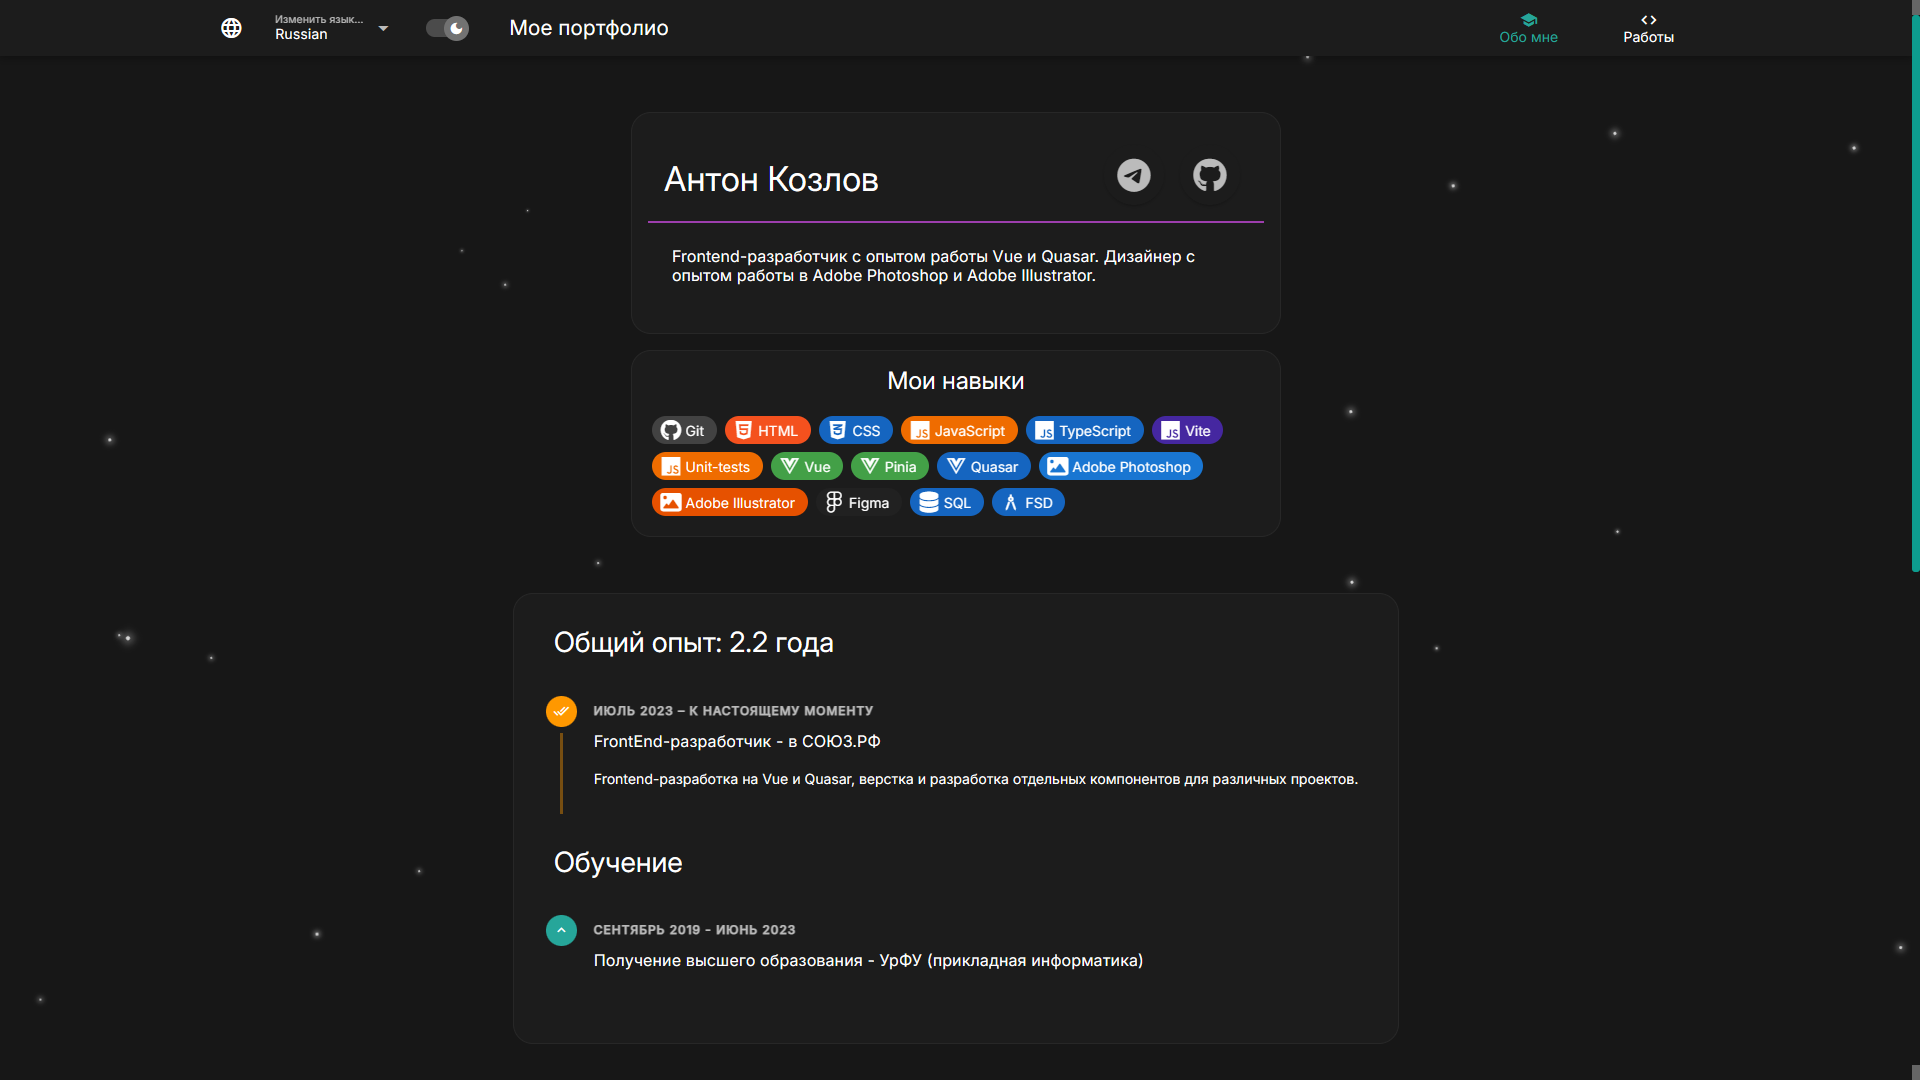 Изменить язык...
Russian
Мое портфолио
Обо мне
Работы
Антон Козлов
Frontend-разработчик с опытом работы Vue и Quasar. Дизайнер с
опытом работы в Adobe Photoshop и Adobe Illustrator.
Мои навыки
Git HTML CSS JavaScript TypeScript Vite
Unit-tests Vue Pinia Quasar Adobe Photoshop
Adobe Illustrator Figma SQL FSD
Общий опыт: 2.2 года
ИЮЛЬ 2023 – К НАСТОЯЩЕМУ МОМЕНТУ
FrontEnd-разработчик - в СОЮЗ.РФ
Frontend-разработка на Vue и Quasar, верстка и разработка отдельных компонентов для различных проектов.
Обучение
СЕНТЯБРЬ 2019 - ИЮНЬ 2023
Получение высшего образования - УрФУ (прикладная информатика)